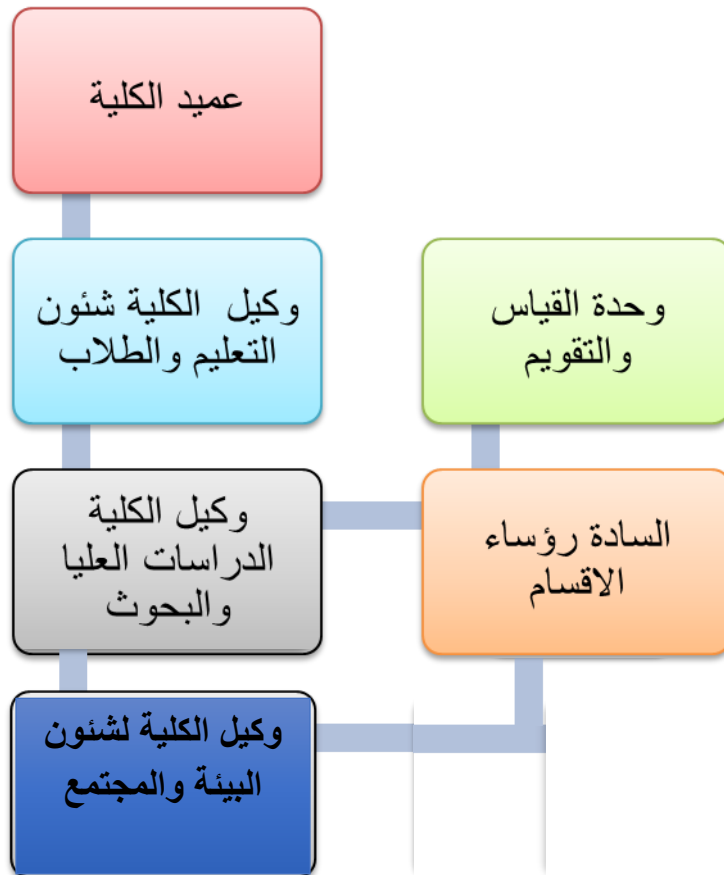 عميد الكلية
وكيل الكلية شئون
التعليم والطلاب
وكيل الكلية
الدراسات العليا
والبحوث
وكيل الكلية لشئون
البيئة والمجتمع
السادة رؤساء
الاقسام
وحدة القياس
والتقويم